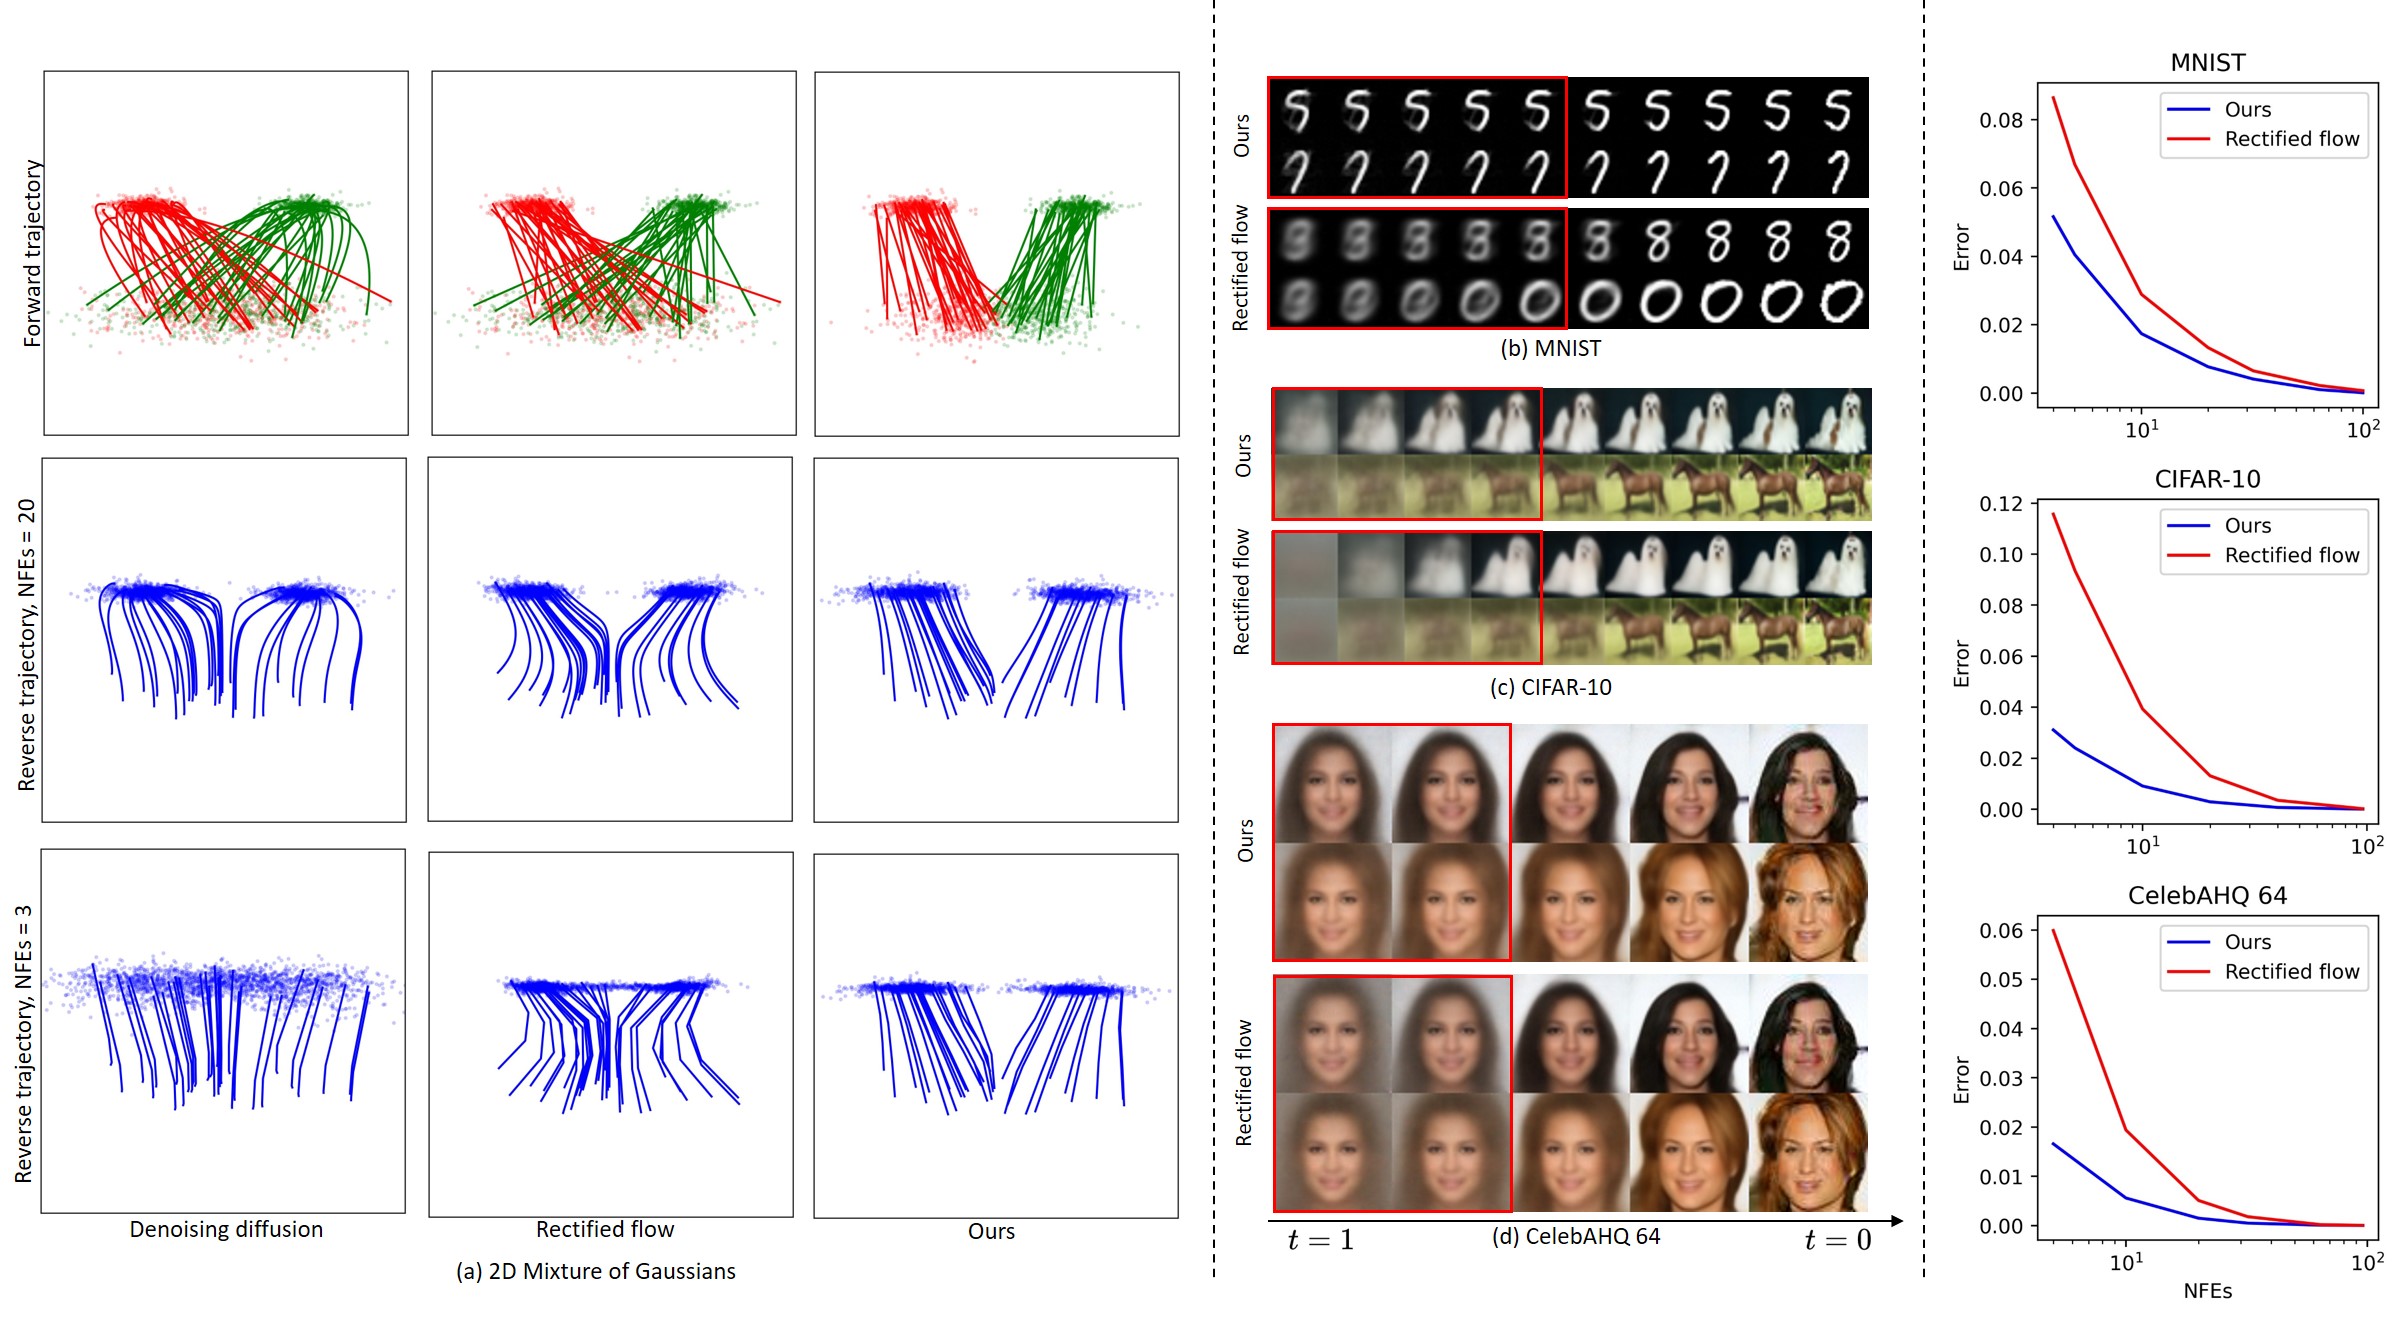 Forward trajectory
Reverse trajectory, NFEs = 20
Reverse trajectory, NFEs = 3
Denoising diffusion
Rectified flow
Ours
(a) 2D Mixture of Gaussians
Ours
Rectified flow
(b) MNIST
Ours
Rectified flow
(c) CIFAR-10
Ours
Rectified flow
t = 1
(d) CelebAHQ 64
t = 0
MNIST
Ours
Rectified flow
Error
0.08
0.06
0.04
0.02
0.00
10¹
10²
CIFAR-10
Ours
Rectified flow
Error
0.12
0.10
0.08
0.06
0.04
0.02
0.00
10¹
10²
CelebAHQ 64
Ours
Rectified flow
Error
0.06
0.05
0.04
0.03
0.02
0.01
0.00
10¹
10²
NFEs